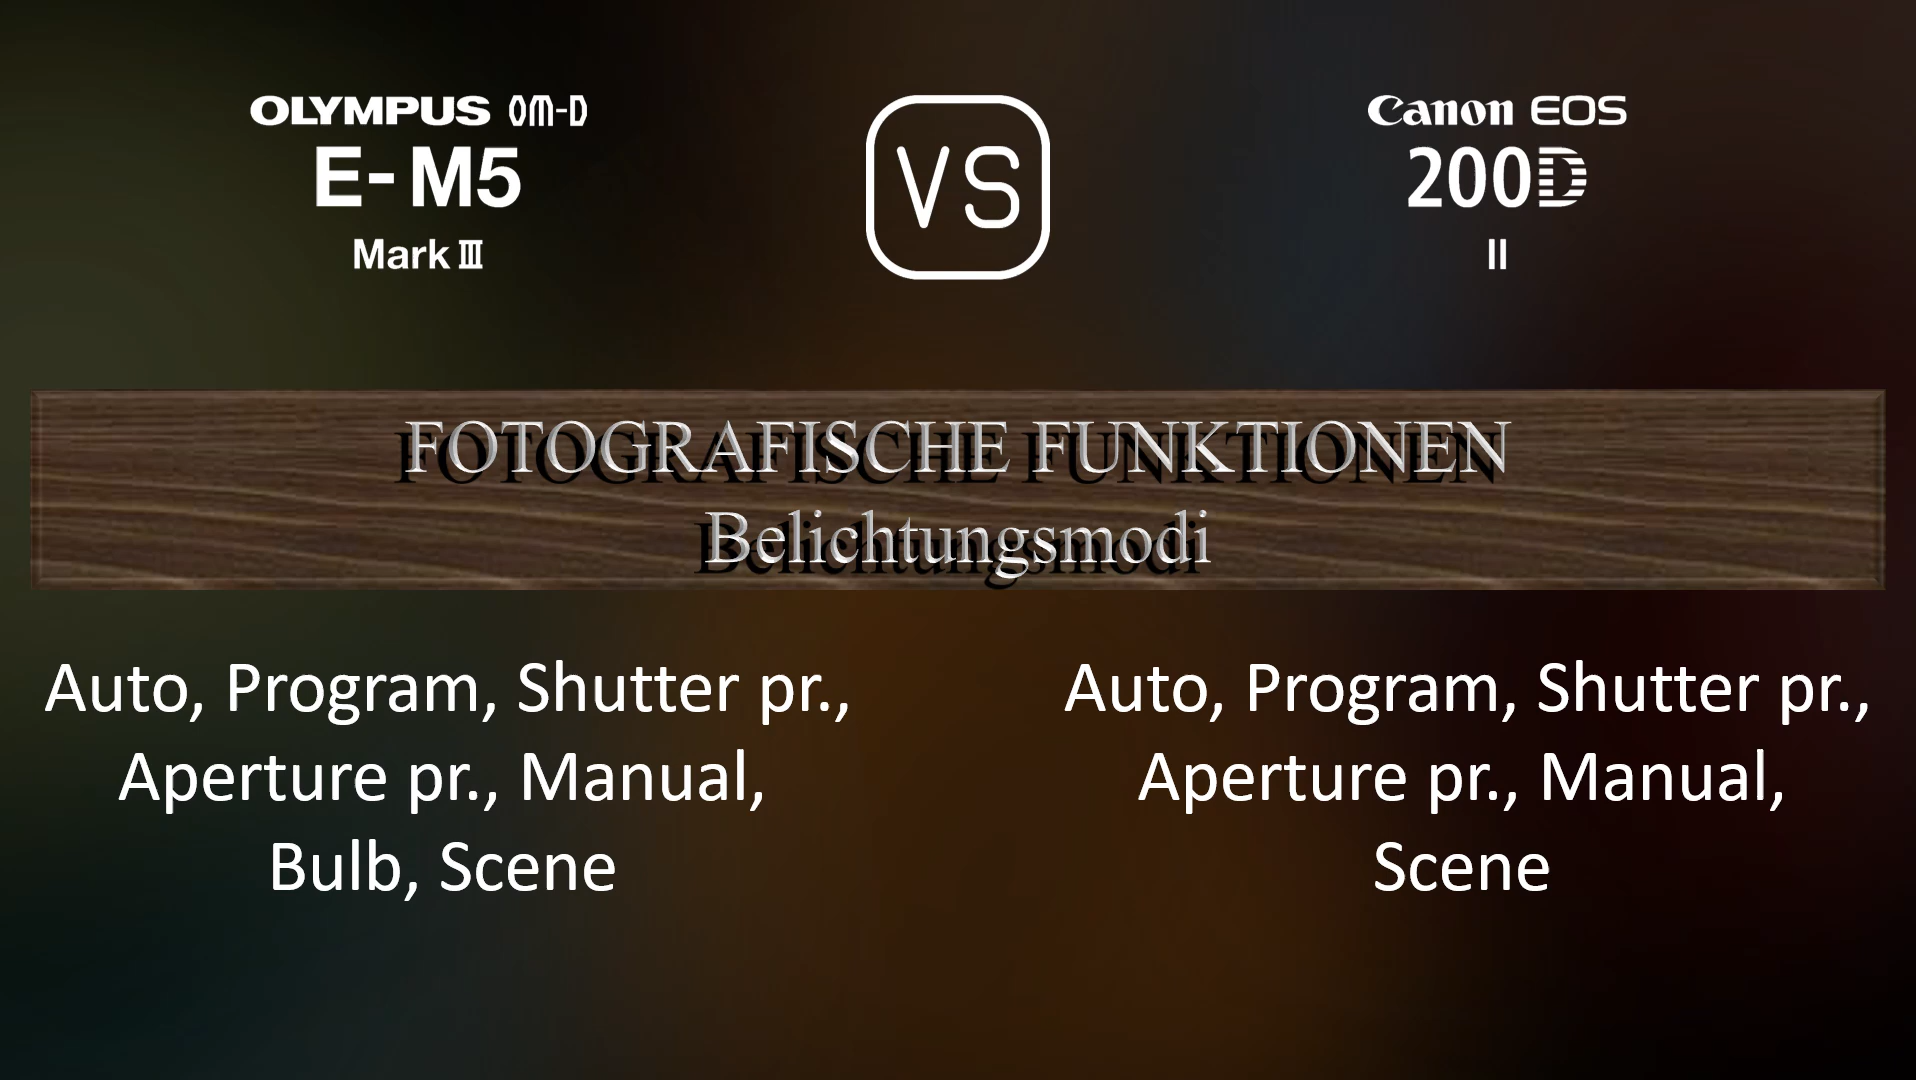 OLYMPUS OM-D
E-M5
Mark III
VS
Canon EOS
200D
II
FOTOGRAFISCHE FUNKTIONEN
Belichtungsmodi
Auto, Program, Shutter pr.,
Aperture pr., Manual,
Bulb, Scene
Auto, Program, Shutter pr.,
Aperture pr., Manual,
Scene